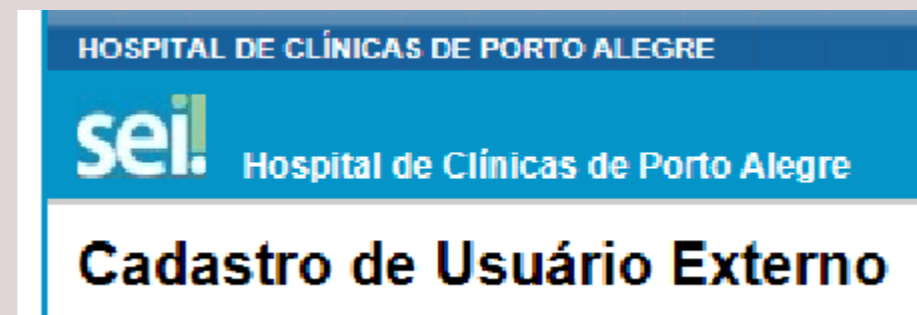 HOSPITAL DE CLÍNICAS DE PORTO ALEGRE
sei!
Hospital de Clínicas de Porto Alegre
Cadastro de Usuário Externo